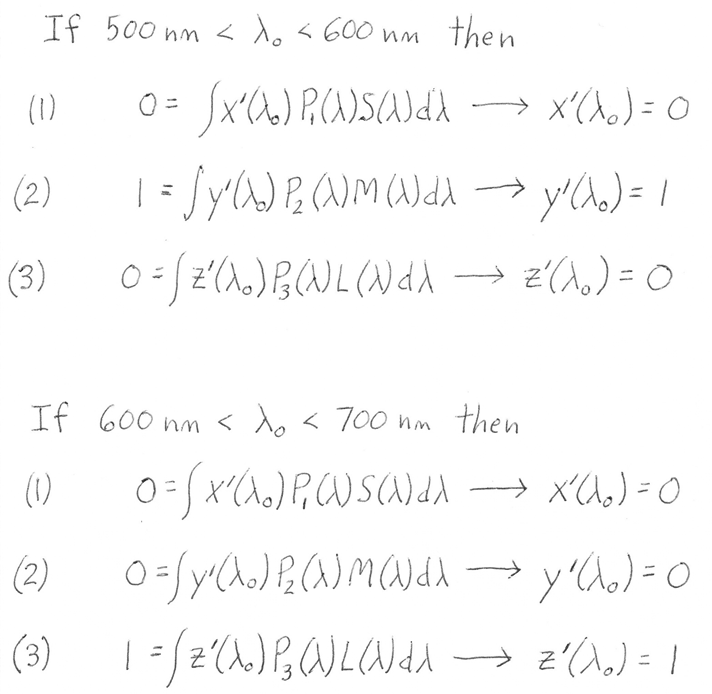 If 500 nm < λ₀ < 600 nm then
(1) 0 = ∫x'(λ₀) P₁(λ)S(λ)dλ → x'(λ₀) = 0
(2) 1 = ∫y'(λ₀) P₂(λ)M(λ)dλ → y'(λ₀) = 1
(3) 0 = ∫z'(λ₀) P₃(λ)L(λ)dλ → z'(λ₀) = 0
If 600 nm < λ₀ < 700 nm then
(1) 0 = ∫x'(λ₀) P₁(λ)S(λ)dλ → x'(λ₀) = 0
(2) 0 = ∫y'(λ₀) P₂(λ)M(λ)dλ → y'(λ₀) = 0
(3) 1 = ∫z'(λ₀) P₃(λ)L(λ)dλ → z'(λ₀) = 1